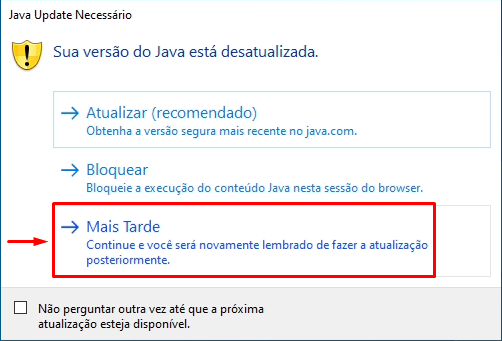 Java Update Necessário
Sua versão do Java está desatualizada.
Atualizar (recomendado)
Obtenha a versão segura mais recente no java.com.
Bloquear
Bloqueie a execução do conteúdo Java nesta sessão do browser.
Mais Tarde
Continue e você será novamente lembrado de fazer a atualização
posteriormente.
Não perguntar outra vez até que a próxima
atualização esteja disponível.